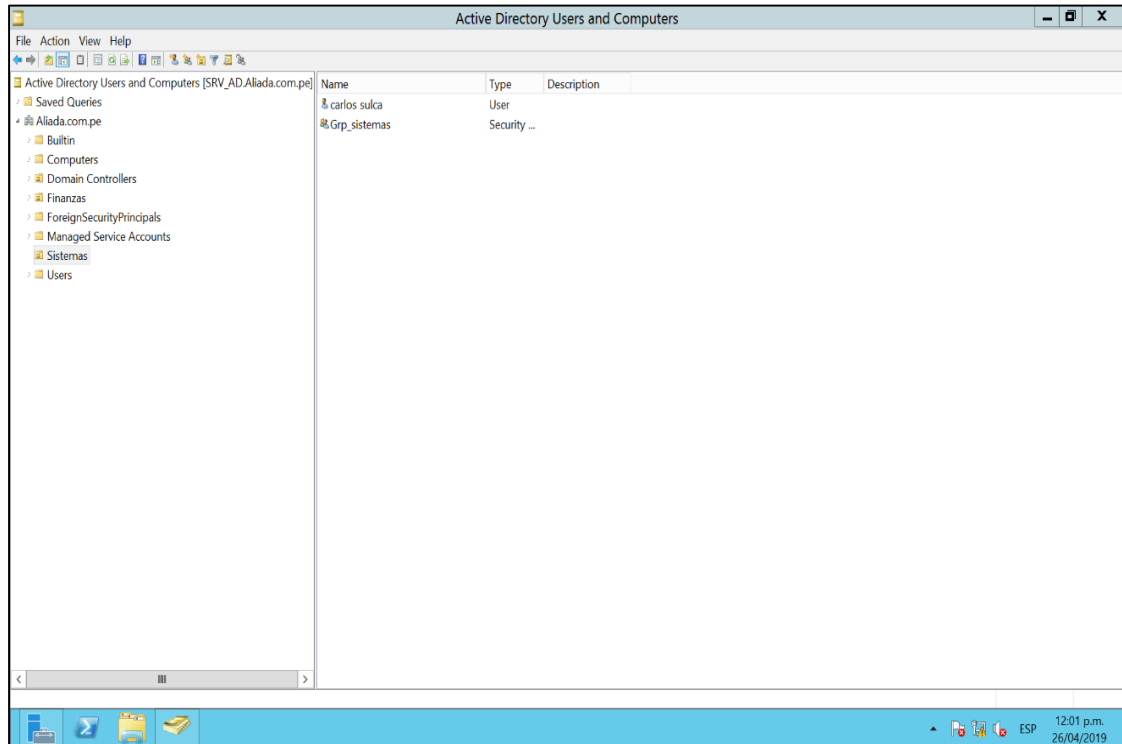 Active Directory Users and Computers
File Action View Help
Active Directory Users and Computers [SRV_AD.Aliada.com.pe]
Saved Queries
Aliada.com.pe
Builtin
Computers
Domain Controllers
Finanzas
ForeignSecurityPrincipals
Managed Service Accounts
Sistemas
Users
Name Type Description
carlos sulca User
Grp_sistemas Security ...
ESP
12:01 p.m.
26/04/2019